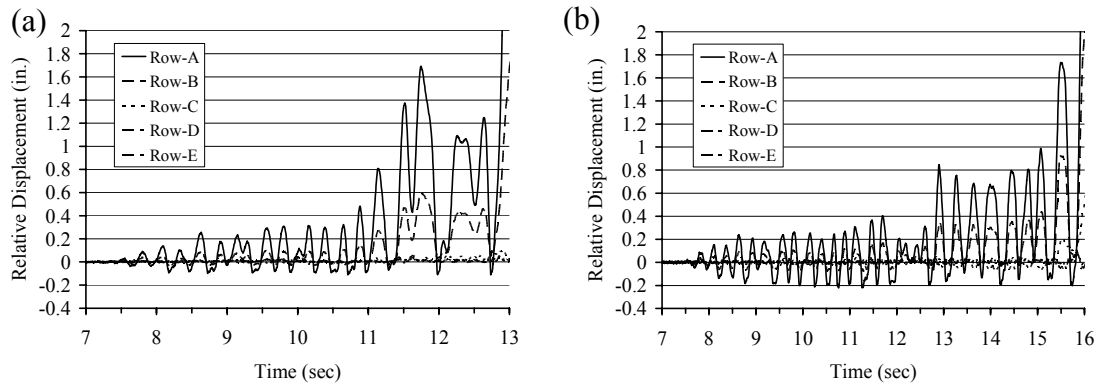 (a)
2
1.8
1.6
1.4
1.2
1
0.8
0.6
0.4
0.2
0
-0.2
-0.4
Relative Displacement (in.)
Row-A
Row-B
Row-C
Row-D
Row-E
7 8 9 10 11 12 13
Time (sec)
(b)
2
1.8
1.6
1.4
1.2
1
0.8
0.6
0.4
0.2
0
-0.2
-0.4
Relative Displacement (in.)
Row-A
Row-B
Row-C
Row-D
Row-E
7 8 9 10 11 12 13 14 15 16
Time (sec)